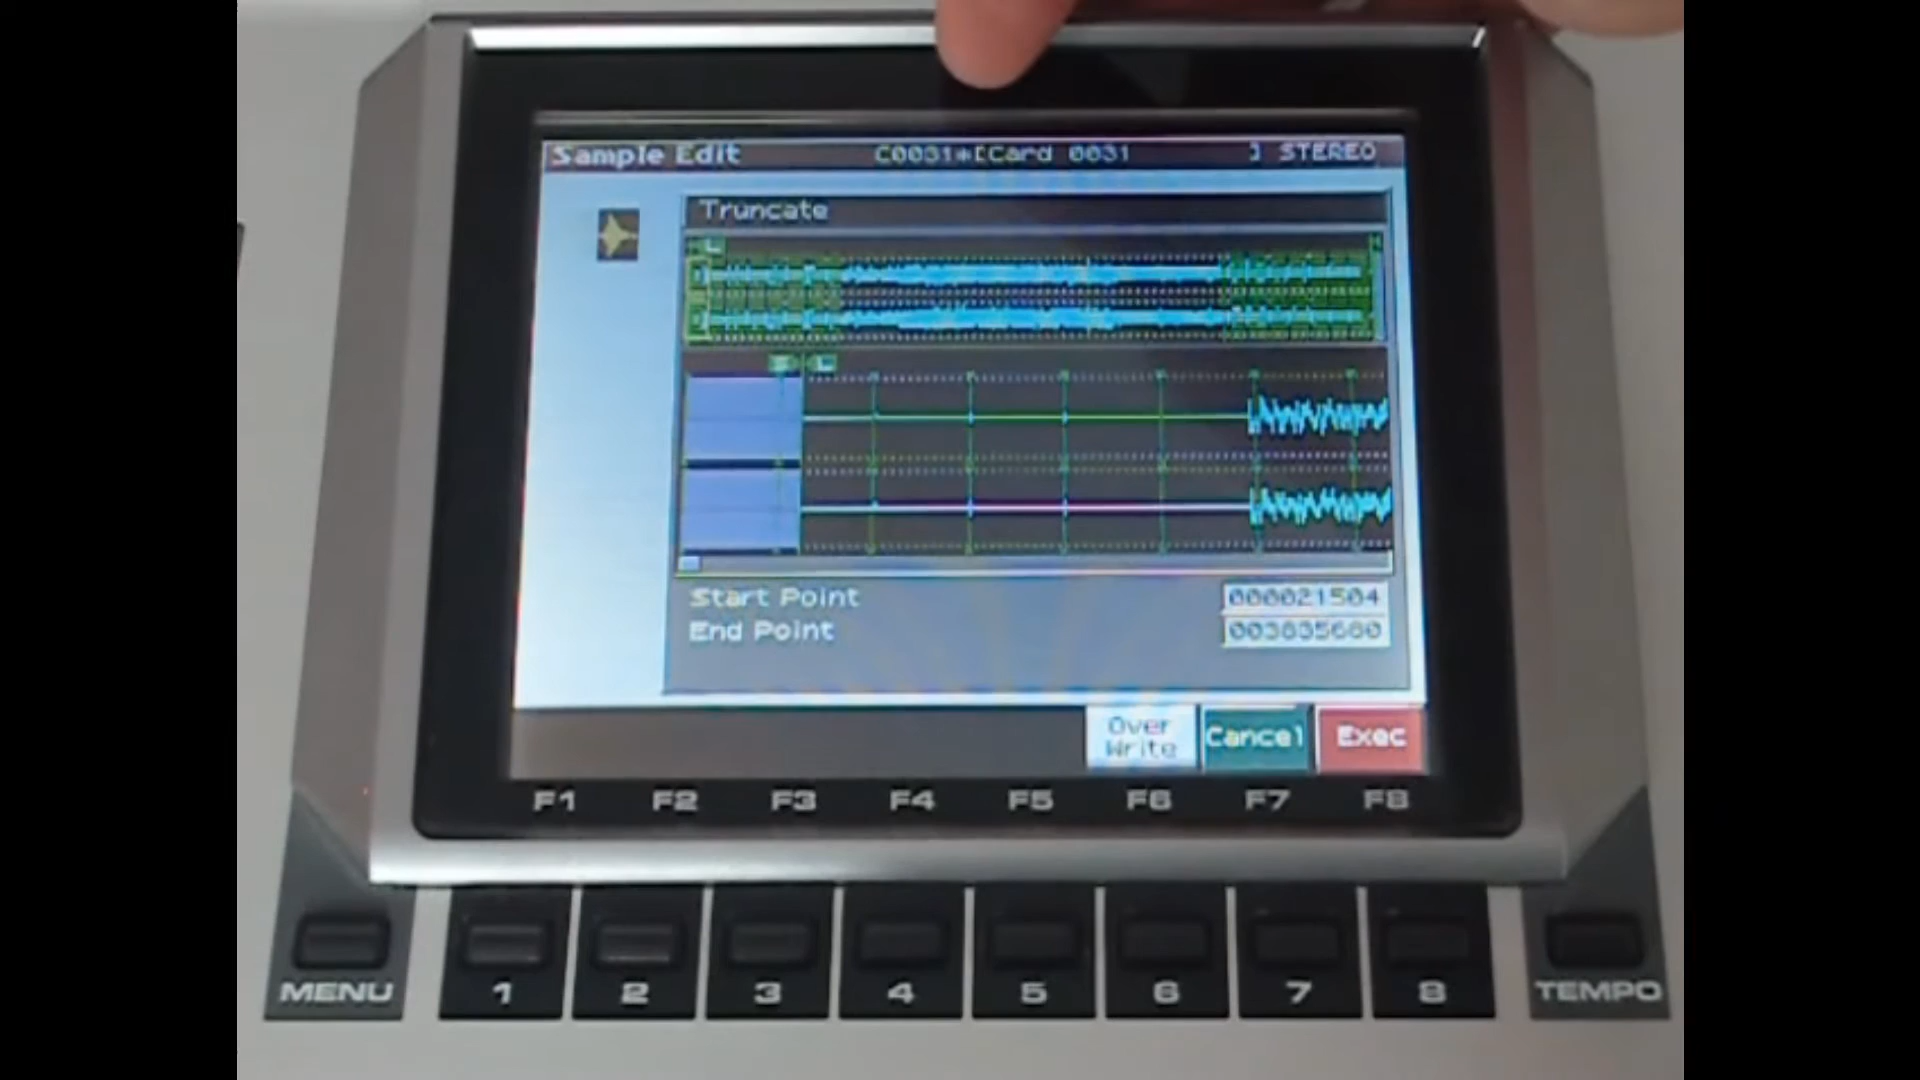 Sample Edit C0031*[Card 0031 ] STEREO
Truncate
L
S L
Start Point 000021504
End Point 003835680
Over Write Cancel Exec
F1 F2 F3 F4 F5 F6 F7 F8
MENU 1 2 3 4 5 6 7 8 TEMPO